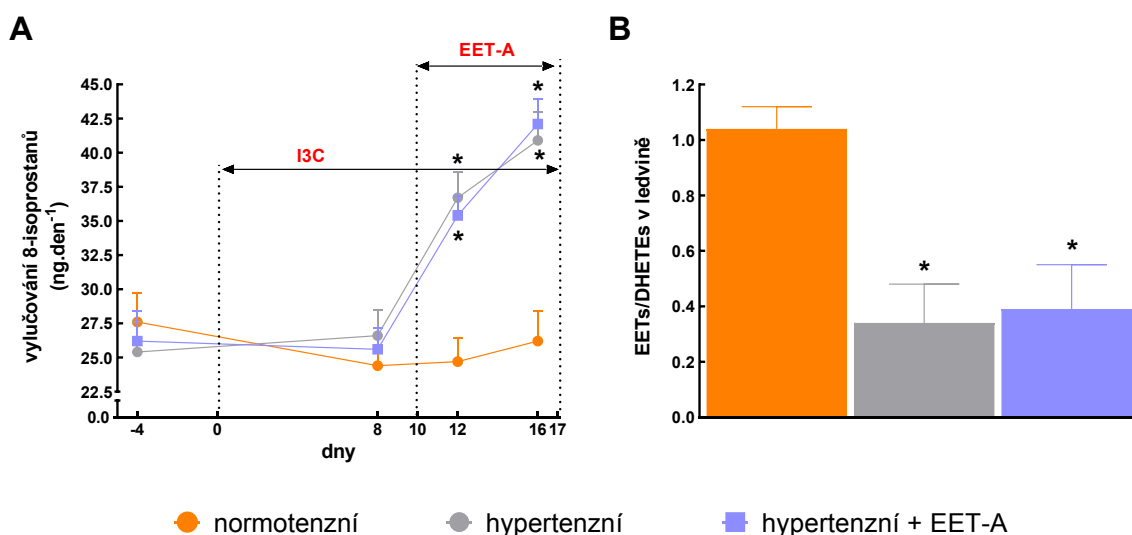 A
EET-A
I3C
vylučování 8-isoprostanů
(ng.den⁻¹)
45.0
42.5
40.0
37.5
35.0
32.5
30.0
27.5
25.0
22.5
0.0
-4
0
8
10
12
16
17
dny
*
*
*
*
B
EETs/DHETEs v ledvině
1.2
1.0
0.8
0.6
0.4
0.2
0.0
*
*
normotenzní
hypertenzní
hypertenzní + EET-A